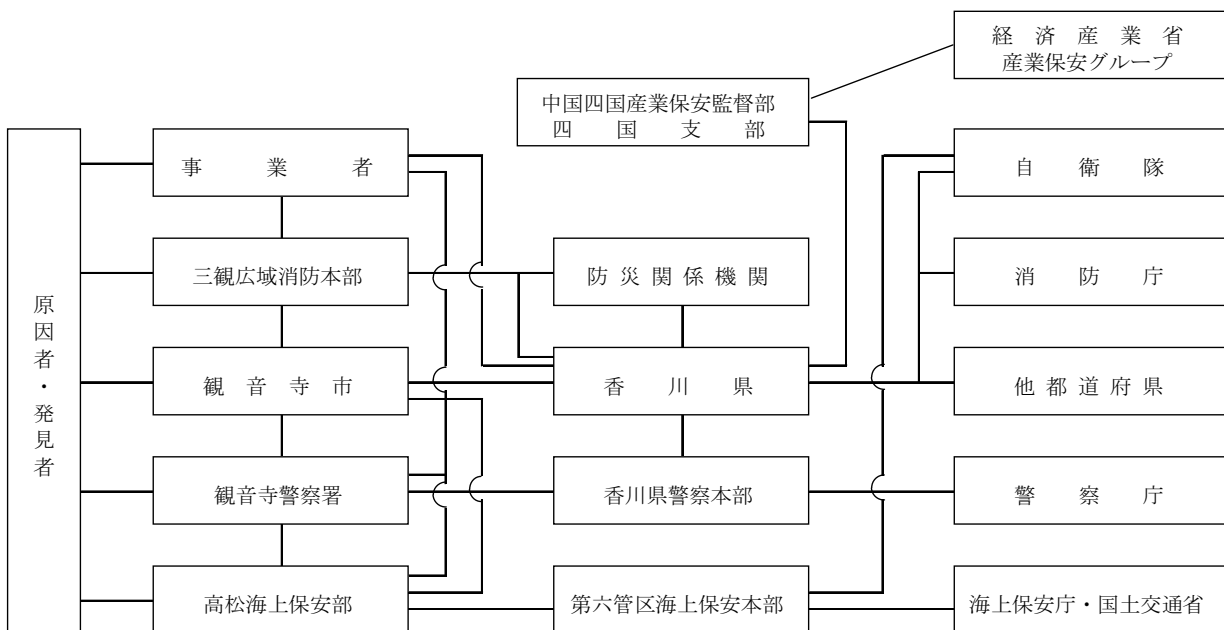 経済産業省
産業保安グループ
中国四国産業保安監督部
四国支部
原因者・発見者
事業者
自衛隊
三観広域消防本部
防災関係機関
消防庁
観音寺市
香川県
他都道府県
観音寺警察署
香川県警察本部
警察庁
高松海上保安部
第六管区海上保安本部
海上保安庁・国土交通省